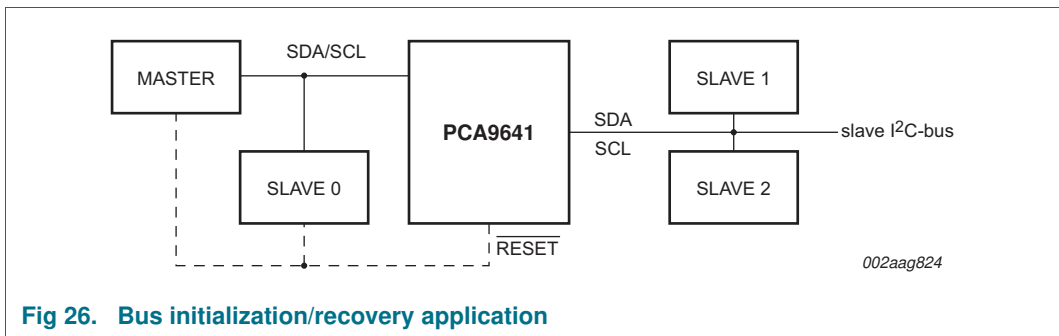 SDA/SCL
MASTER
SLAVE 0
PCA9641
RESET
SDA
SCL
SLAVE 1
SLAVE 2
slave I2C-bus
002aag824
Fig 26. Bus initialization/recovery application